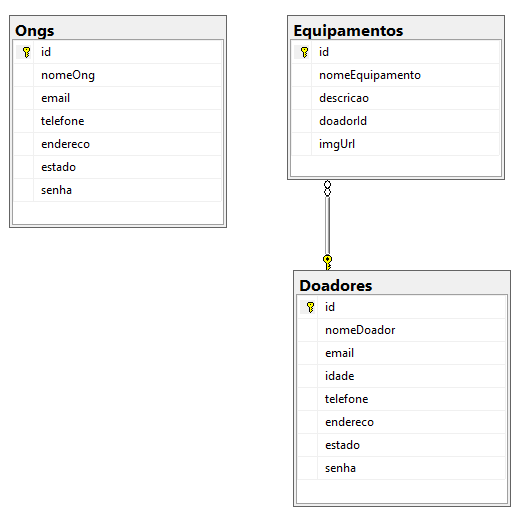 Ongs
id
nomeOng
email
telefone
endereco
estado
senha
Equipamentos
id
nomeEquipamento
descricao
doadorId
imgUrl
Doadores
id
nomeDoador
email
idade
telefone
endereco
estado
senha